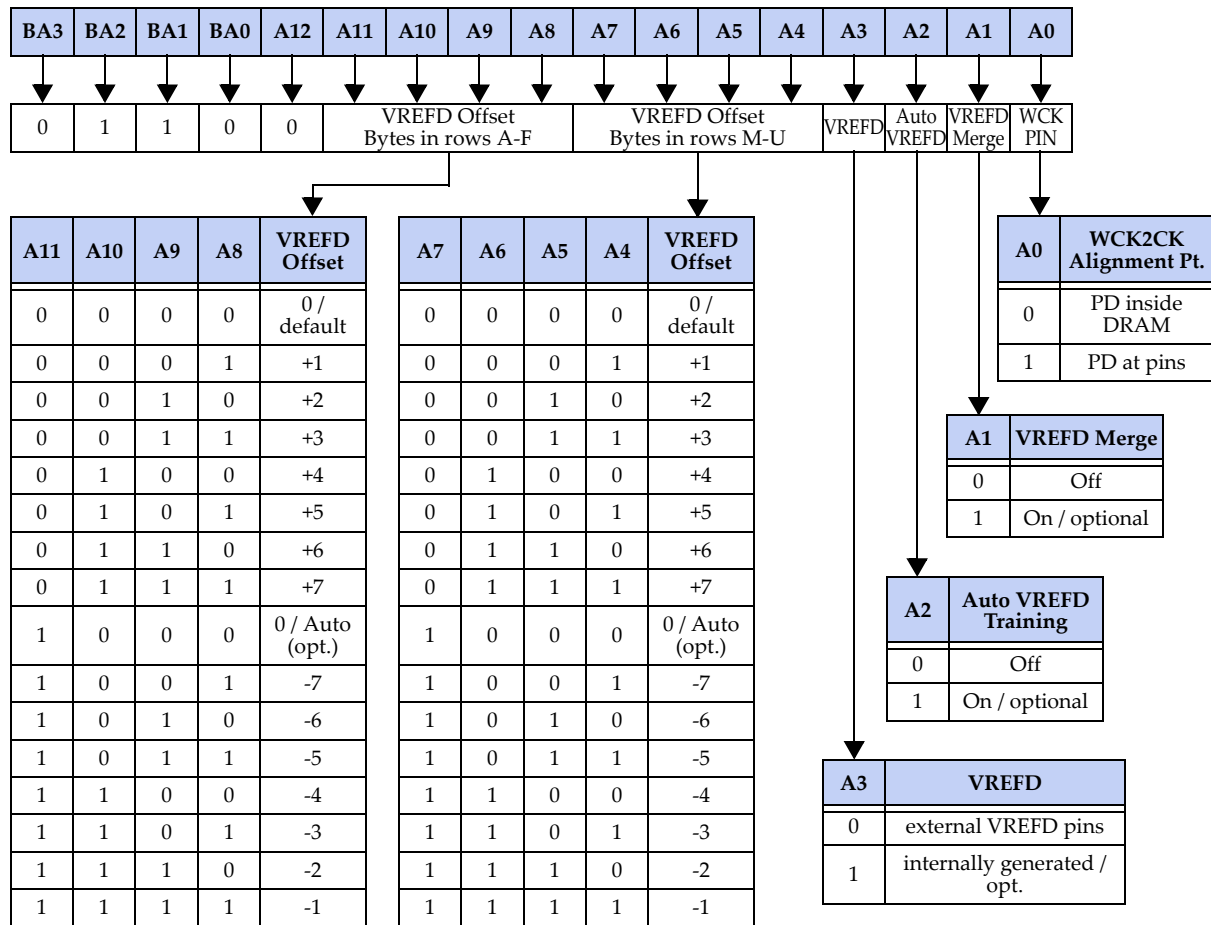 BA3 BA2 BA1 BA0 A12 A11 A10 A9 A8 A7 A6 A5 A4 A3 A2 A1 A0
0 1 1 0 0 VREFD Offset Bytes in rows A-F VREFD Offset Bytes in rows M-U VREFD Auto VREFD VREFD Merge WCK PIN
A11 A10 A9 A8 VREFD Offset
0 0 0 0 0 / default
0 0 0 1 +1
0 0 1 0 +2
0 0 1 1 +3
0 1 0 0 +4
0 1 0 1 +5
0 1 1 0 +6
0 1 1 1 +7
1 0 0 0 0 / Auto (opt.)
1 0 0 1 -7
1 0 1 0 -6
1 0 1 1 -5
1 1 0 0 -4
1 1 0 1 -3
1 1 1 0 -2
1 1 1 1 -1
A7 A6 A5 A4 VREFD Offset
0 0 0 0 0 / default
0 0 0 1 +1
0 0 1 0 +2
0 0 1 1 +3
0 1 0 0 +4
0 1 0 1 +5
0 1 1 0 +6
0 1 1 1 +7
1 0 0 0 0 / Auto (opt.)
1 0 0 1 -7
1 0 1 0 -6
1 0 1 1 -5
1 1 0 0 -4
1 1 0 1 -3
1 1 1 0 -2
1 1 1 1 -1
A0 WCK2CK Alignment Pt.
0 PD inside DRAM
1 PD at pins
A1 VREFD Merge
0 Off
1 On / optional
A2 Auto VREFD Training
0 Off
1 On / optional
A3 VREFD
0 external VREFD pins
1 internally generated / opt.